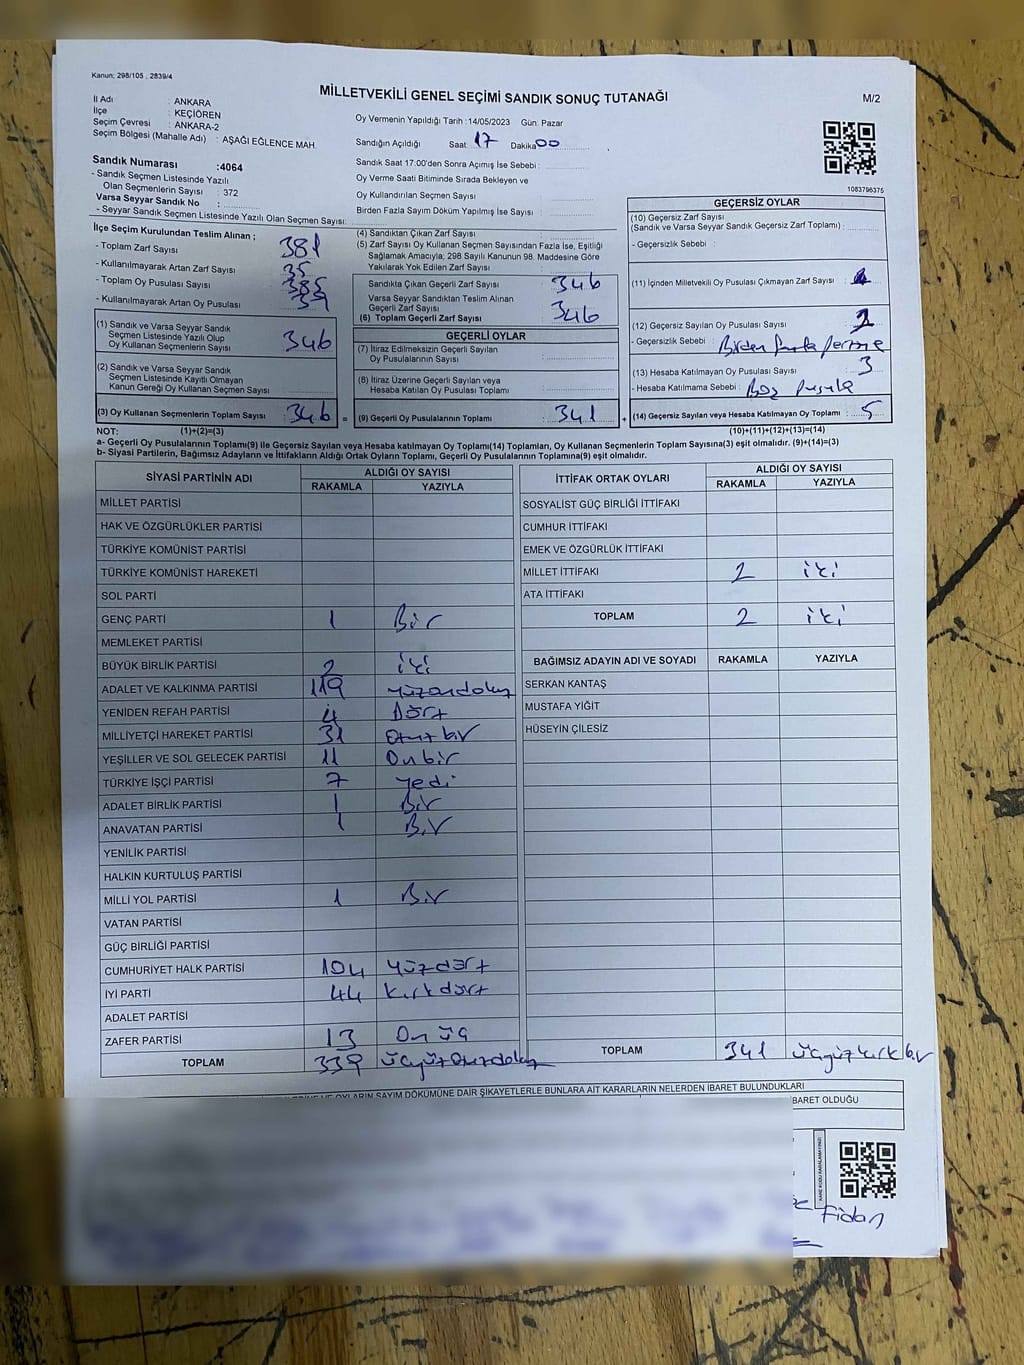 Kanun; 298/105 , 2839/4
MİLLETVEKİLİ GENEL SEÇİMİ SANDIK SONUÇ TUTANAĞI
M/2
İl Adı : ANKARA
İlçe : KEÇİÖREN
Seçim Çevresi : ANKARA-2
Seçim Bölgesi (Mahalle Adı) : AŞAĞI EĞLENCE MAH.
Oy Vermenin Yapıldığı Tarih :14/05/2023 Gün: Pazar
Sandığın Açıldığı Saat: 17 Dakika 00
Sandık Saat 17:00'den Sonra Açımış İse Sebebi :
Oy Verme Saati Bitiminde Sırada Bekleyen ve
Oy Kullandırılan Seçmen Sayısı :
Birden Fazla Sayım Döküm Yapılmış İse Sayısı :
Sandık Numarası :4064
- Sandık Seçmen Listesinde Yazılı
Olan Seçmenlerin Sayısı : 372
Varsa Seyyar Sandık No :
- Seyyar Sandık Seçmen Listesinde Yazılı Olan Seçmen Sayısı:
1083796375
İlçe Seçim Kurulundan Teslim Alınan ;
- Toplam Zarf Sayısı 381
- Kullanılmayarak Artan Zarf Sayısı 35
- Toplam Oy Pusulası Sayısı 385
- Kullanılmayarak Artan Oy Pusulası 39
(1) Sandık ve Varsa Seyyar Sandık
Seçmen Listesinde Yazılı Olup
Oy Kullanan Seçmenlerin Sayısı 346
(2) Sandık ve Varsa Seyyar Sandık
Seçmen Listesinde Kayıtlı Olmayan
Kanun Gereği Oy Kullanan Seçmen Sayısı
(3) Oy Kullanan Seçmenlerin Toplam Sayısı 346 =
(4) Sandıktan Çıkan Zarf Sayısı :
(5) Zarf Sayısı Oy Kullanan Seçmen Sayısından Fazla İse, Eşitliği
Sağlamak Amacıyla; 298 Sayılı Kanunun 98. Maddesine Göre
Yakılarak Yok Edilen Zarf Sayısı :
Sandıkta Çıkan Geçerli Zarf Sayısı 346
Varsa Seyyar Sandıktan Teslim Alınan
Geçerli Zarf Sayısı
(6) Toplam Geçerli Zarf Sayısı 346
GEÇERLİ OYLAR
(7) İtiraz Edilmeksizin Geçerli Sayılan
Oy Pusulalarının Sayısı :
(8) İtiraz Üzerine Geçerli Sayılan veya
Hesaba Katılan Oy Pusulası Toplamı :
(9) Geçerli Oy Pusulalarının Toplamı : 341 +
GEÇERSİZ OYLAR
(10) Geçersiz Zarf Sayısı
(Sandık ve Varsa Seyyar Sandık Geçersiz Zarf Toplamı) :
- Geçersizlik Sebebi :
(11) İçinden Milletvekili Oy Pusulası Çıkmayan Zarf Sayısı :
(12) Geçersiz Sayılan Oy Pusulası Sayısı : 2
- Geçersizlik Sebebi : Birden fazla
(13) Hesaba Katılmayan Oy Pusulası Sayısı : 3
- Hesaba Katılmama Sebebi : Boş pusula
(14) Geçersiz Sayılan veya Hesaba Katılmayan Oy Toplamı : 5
NOT: (1)+(2)=(3) (10)+(11)+(12)+(13)=(14)
a- Geçerli Oy Pusulalarının Toplamı(9) ile Geçersiz Sayılan veya Hesaba katılmayan Oy Toplamı(14) Toplamları, Oy Kullanan Seçmenlerin Toplam Sayısına(3) eşit olmalıdır. (9)+(14)=(3)
b- Siyasi Partilerin, Bağımsız Adayların ve İttifakların Aldığı Ortak Oyların Toplamı, Geçerli Oy Pusulalarının Toplamına(9) eşit olmalıdır.
SİYASİ PARTİNİN ADI ALDIĞI OY SAYISI
RAKAMLA YAZIYLA
MİLLET PARTİSİ
HAK VE ÖZGÜRLÜKLER PARTİSİ
TÜRKİYE KOMÜNİST PARTİSİ
TÜRKİYE KOMÜNİST HAREKETİ
SOL PARTİ
GENÇ PARTİ 1 Bir
MEMLEKET PARTİSİ
BÜYÜK BİRLİK PARTİSİ 2 iki
ADALET VE KALKINMA PARTİSİ 119 yüzondokuz
YENİDEN REFAH PARTİSİ 4 Dört
MİLLİYETÇİ HAREKET PARTİSİ 31 otuzbir
YEŞİLLER VE SOL GELECEK PARTİSİ 11 Onbir
TÜRKİYE İŞÇİ PARTİSİ 7 yedi
ADALET BİRLİK PARTİSİ 1 Bir
ANAVATAN PARTİSİ 1 Bir
YENİLİK PARTİSİ
HALKIN KURTULUŞ PARTİSİ
MİLLİ YOL PARTİSİ 1 Bir
VATAN PARTİSİ
GÜÇ BİRLİĞİ PARTİSİ
CUMHURİYET HALK PARTİSİ 104 yüzdört
İYİ PARTİ 44 kırkdört
ADALET PARTİSİ
ZAFER PARTİSİ 13 On üç
TOPLAM 339 üçyüzotuzdokuz
İTTİFAK ORTAK OYLARI ALDIĞI OY SAYISI
RAKAMLA YAZIYLA
SOSYALİST GÜÇ BİRLİĞİ İTTİFAKI
CUMHUR İTTİFAKI
EMEK VE ÖZGÜRLÜK İTTİFAKI
MİLLET İTTİFAKI 2 iki
ATA İTTİFAKI
TOPLAM 2 iki
BAĞIMSIZ ADAYIN ADI VE SOYADI RAKAMLA YAZIYLA
SERKAN KANTAŞ
MUSTAFA YİĞİT
HÜSEYİN ÇİLESİZ
TOPLAM 341 üçyüzkırkbir
OYLARIN SAYIM DÖKÜMÜNE DAİR ŞİKAYETLERLE BUNLARA AİT KARARLARIN NELERDEN İBARET BULUNDUKLARI
İBARET OLDUĞU
Fidan